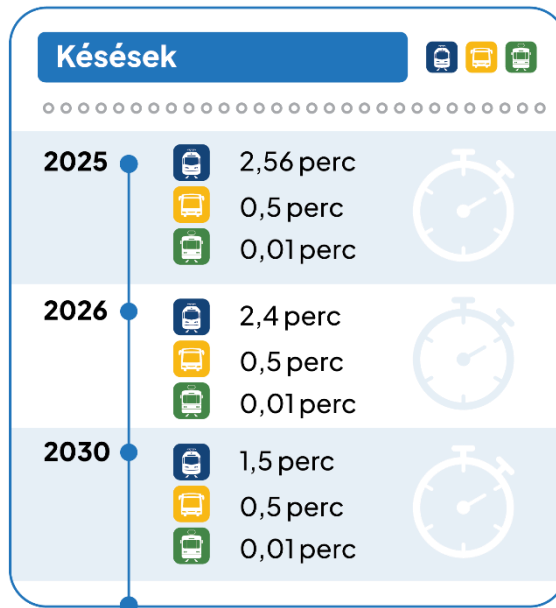 Késések
2025
2,56 perc
0,5 perc
0,01 perc
2026
2,4 perc
0,5 perc
0,01 perc
2030
1,5 perc
0,5 perc
0,01 perc